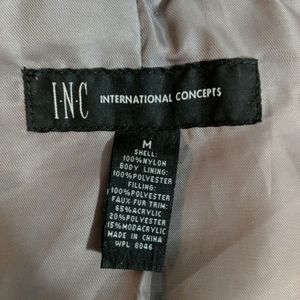 I·N·C INTERNATIONAL CONCEPTS
M
SHELL:
100%NYLON
BODY LINING:
100%POLYESTER
FILLING:
100%POLYESTER
FAUX-FUR TRIM:
65%ACRYLIC
20%POLYESTER
15%MODACRYLIC
MADE IN CHINA
WPL 8046